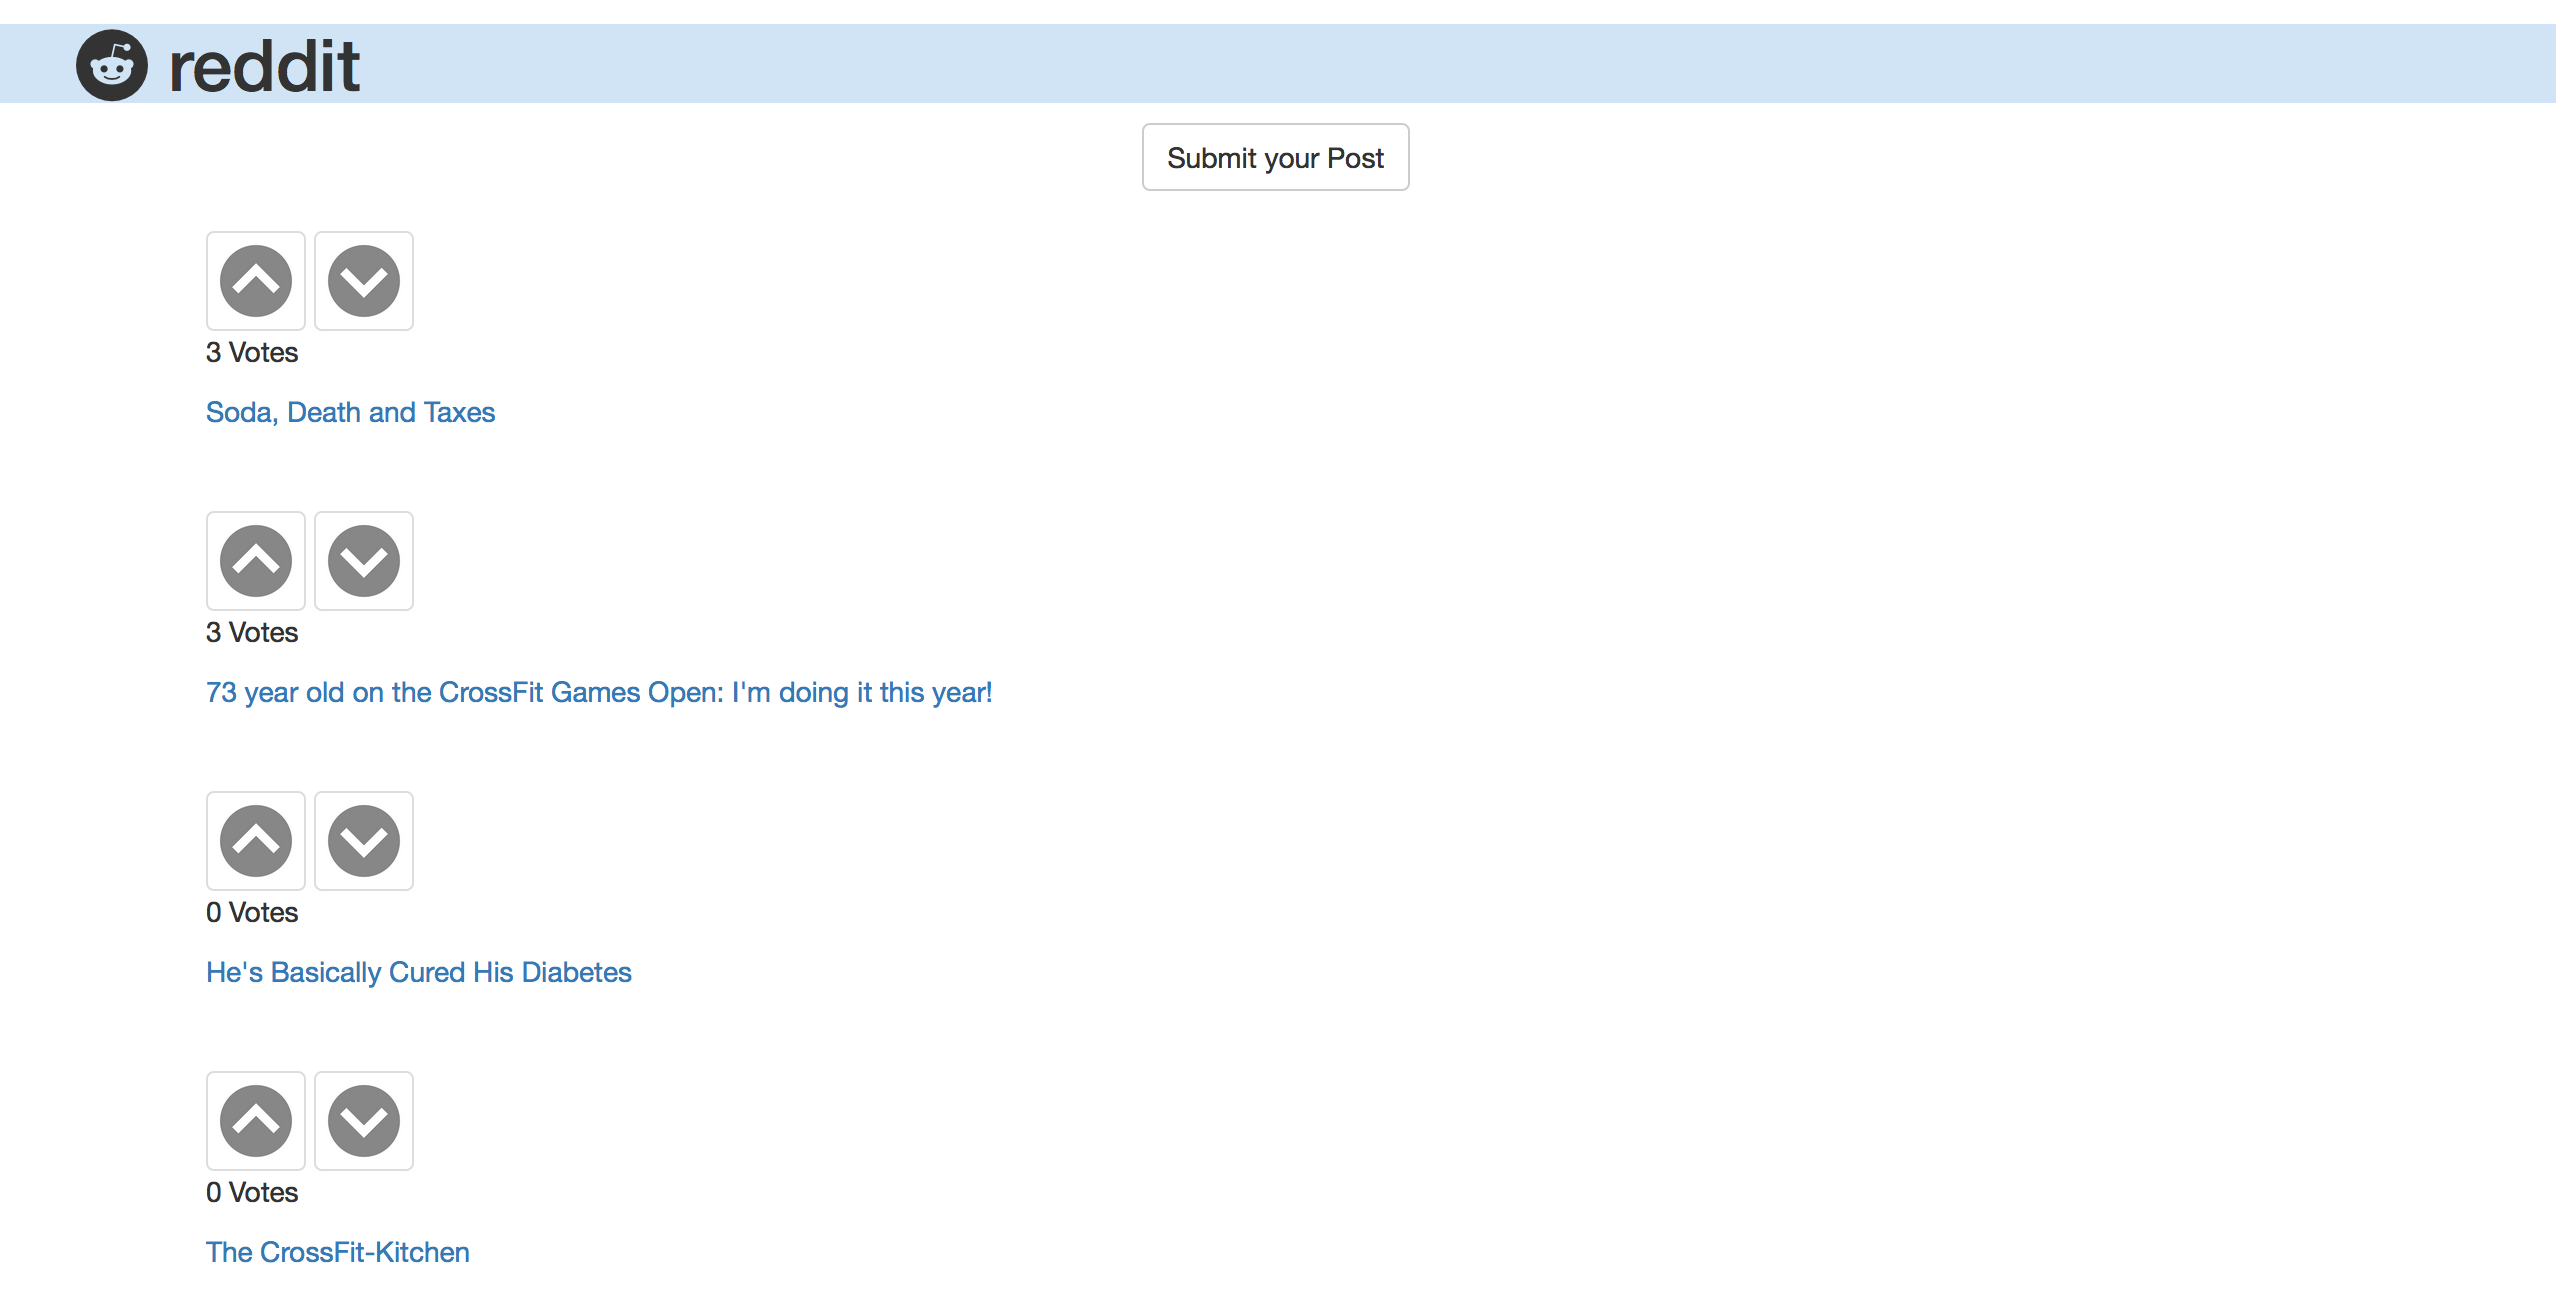 reddit
Submit your Post
3 Votes
Soda, Death and Taxes
3 Votes
73 year old on the CrossFit Games Open: I'm doing it this year!
0 Votes
He's Basically Cured His Diabetes
0 Votes
The CrossFit-Kitchen